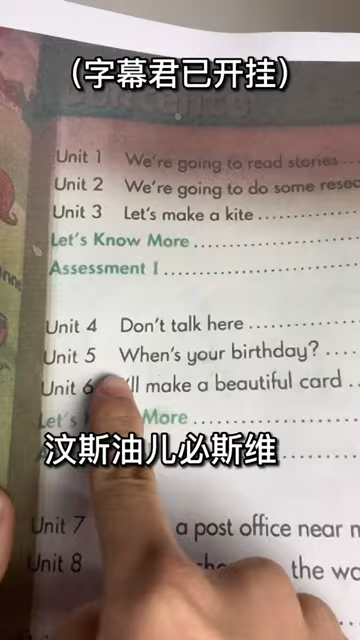 （字幕君已开挂）
Unit 1 We're going to read stories ...
Unit 2 We're going to do some
Unit 3 Let's make a kite ..............
Let's Know More ........................
Assessment 1 ............................
Unit 4 Don't talk here .................
Unit 5 When's your birthday? .....
Unit 6 make a beautiful card ..
Let's More ........................
汶斯油儿必斯维
Unit 7 a post office near
Unit 8 the